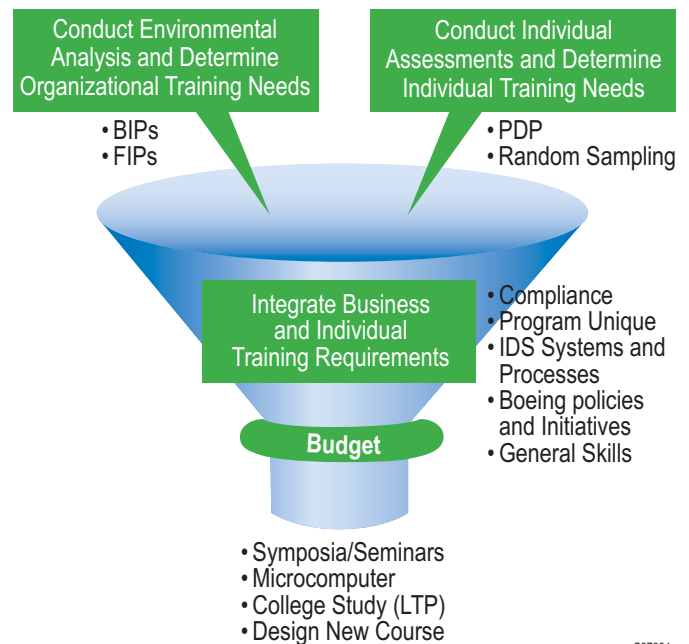 Conduct Environmental
Analysis and Determine
Organizational Training Needs
• BIPs
• FIPs
Conduct Individual
Assessments and Determine
Individual Training Needs
• PDP
• Random Sampling
Integrate Business
and Individual
Training Requirements
• Compliance
• Program Unique
• IDS Systems and
Processes
• Boeing policies
and Initiatives
• General Skills
Budget
• Symposia/Seminars
• Microcomputer
• College Study (LTP)
• Design New Course